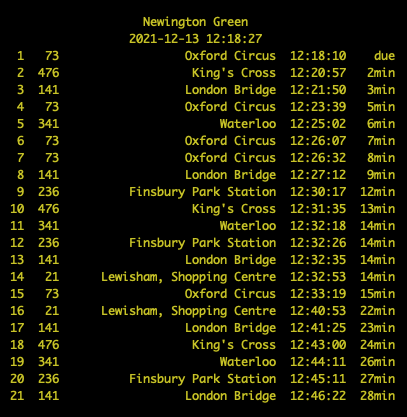 Newington Green
2021-12-13 12:18:27
1 73 Oxford Circus 12:18:10 due
2 476 King's Cross 12:20:57 2min
3 141 London Bridge 12:21:50 3min
4 73 Oxford Circus 12:23:39 5min
5 341 Waterloo 12:25:02 6min
6 73 Oxford Circus 12:26:07 7min
7 73 Oxford Circus 12:26:32 8min
8 141 London Bridge 12:27:12 9min
9 236 Finsbury Park Station 12:30:17 12min
10 476 King's Cross 12:31:35 13min
11 341 Waterloo 12:32:18 14min
12 236 Finsbury Park Station 12:32:26 14min
13 141 London Bridge 12:32:35 14min
14 21 Lewisham, Shopping Centre 12:32:53 14min
15 73 Oxford Circus 12:33:19 15min
16 21 Lewisham, Shopping Centre 12:40:53 22min
17 141 London Bridge 12:41:25 23min
18 476 King's Cross 12:43:00 24min
19 341 Waterloo 12:44:11 26min
20 236 Finsbury Park Station 12:45:11 27min
21 141 London Bridge 12:46:22 28min